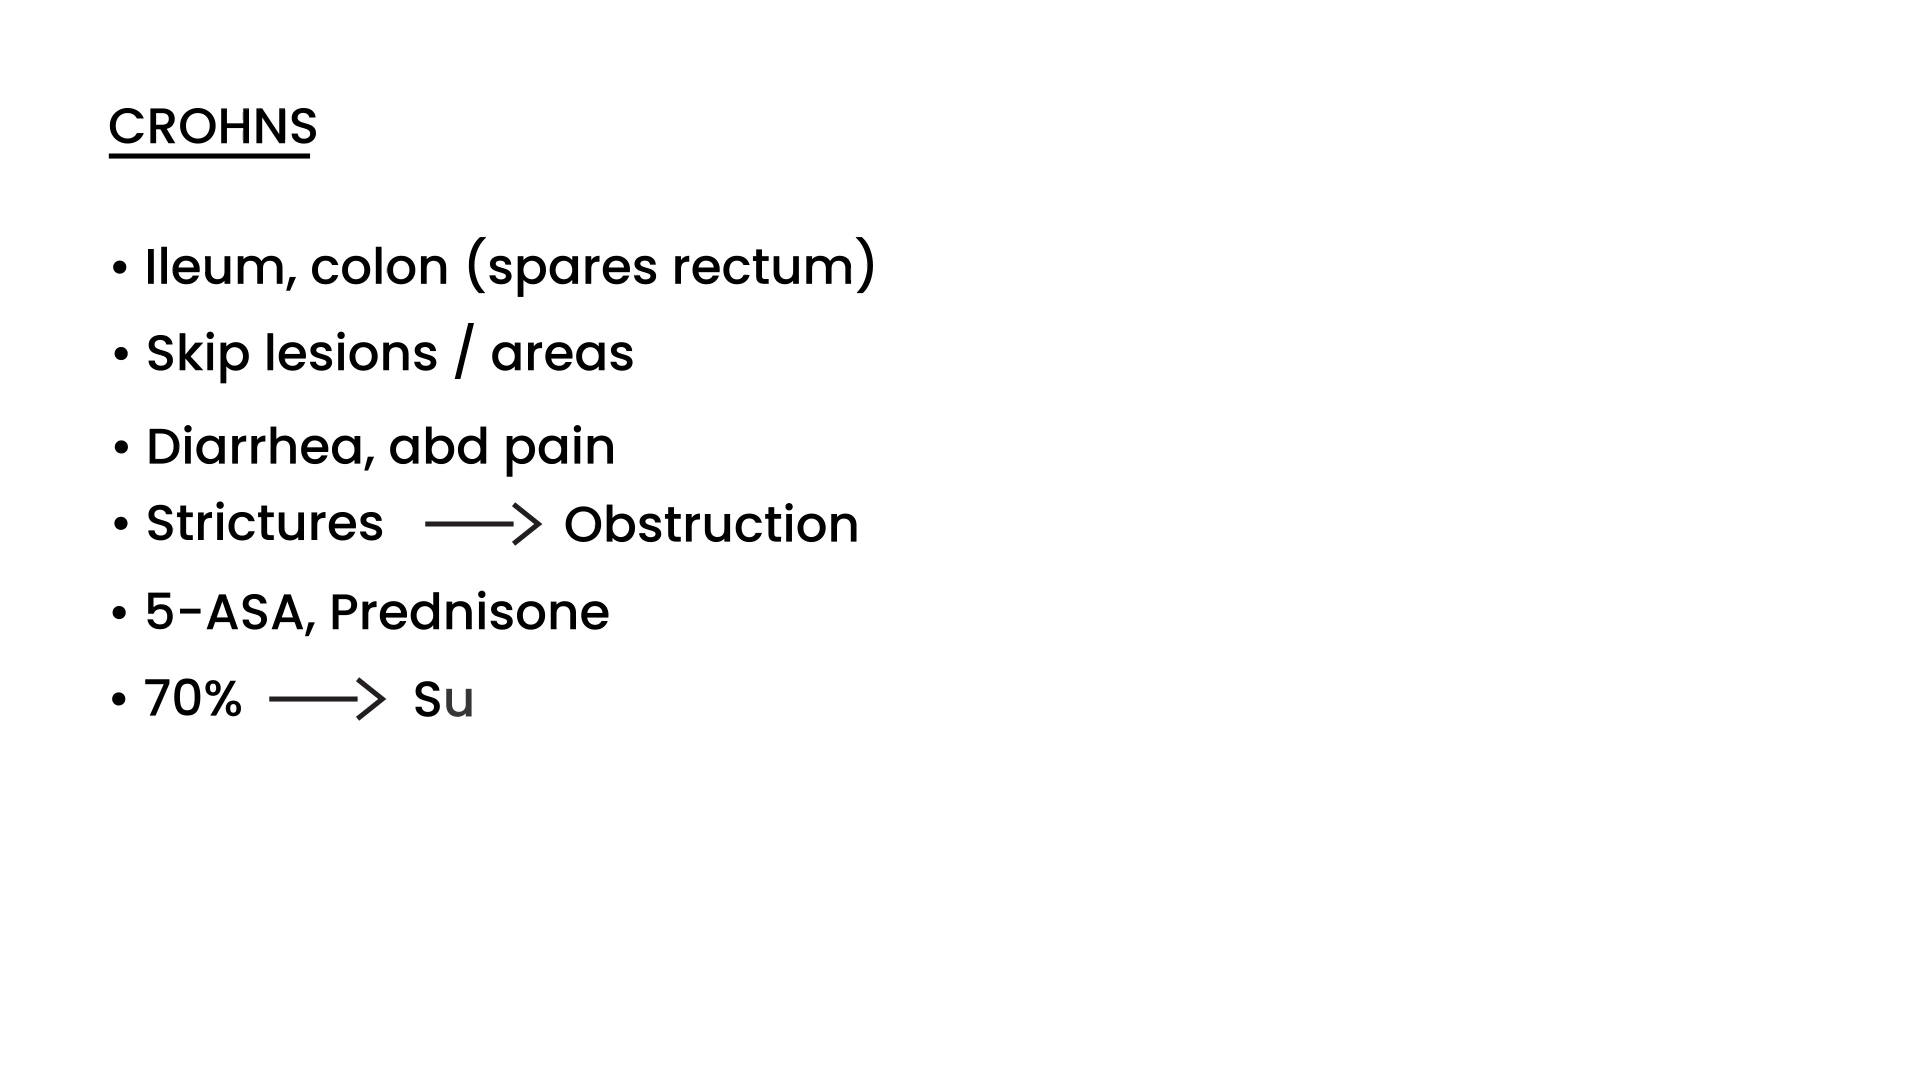 CROHNS
• Ileum, colon (spares rectum)
• Skip lesions / areas
• Diarrhea, abd pain
• Strictures → Obstruction
• 5-ASA, Prednisone
• 70% → Su